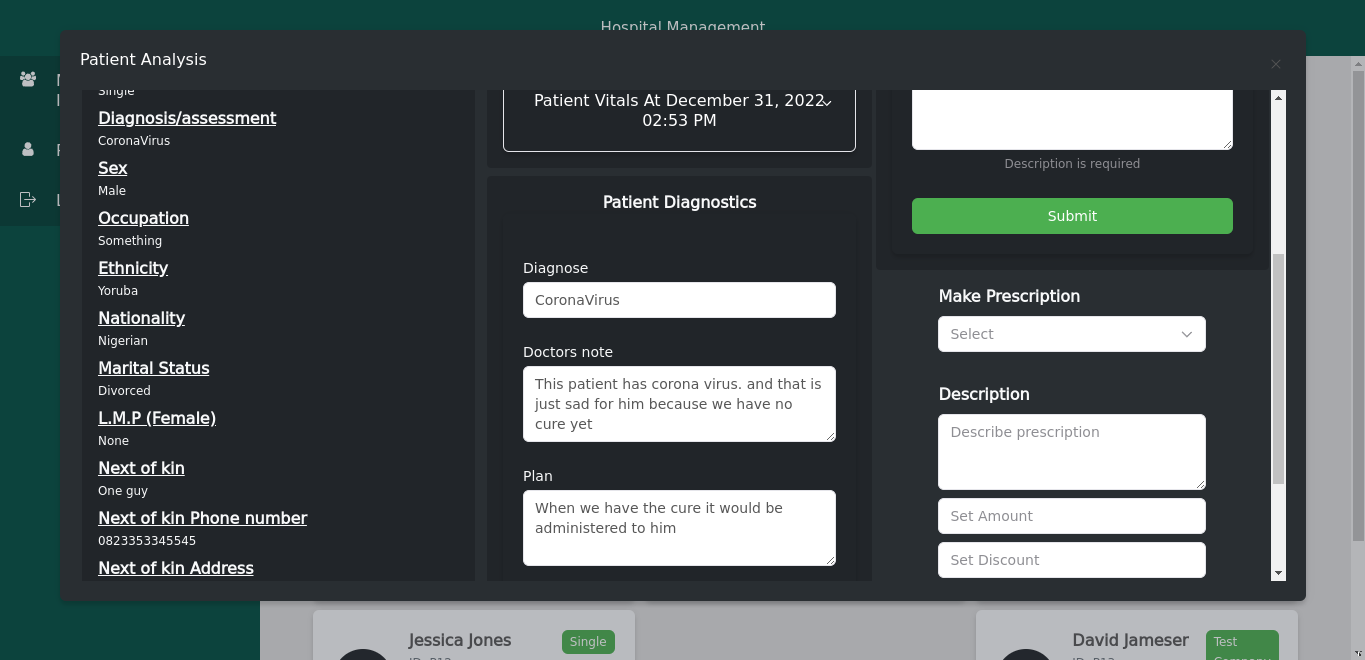 Hospital Management
Patient Analysis
×
Single
Diagnosis/assessment
CoronaVirus
Sex
Male
Occupation
Something
Ethnicity
Yoruba
Nationality
Nigerian
Marital Status
Divorced
L.M.P (Female)
None
Next of kin
One guy
Next of kin Phone number
0823353345545
Next of kin Address
Patient Vitals At December 31, 2022
02:53 PM
Patient Diagnostics
Diagnose
CoronaVirus
Doctors note
This patient has corona virus. and that is
just sad for him because we have no
cure yet
Plan
When we have the cure it would be
administered to him
Description is required
Submit
Make Prescription
Select
Description
Describe prescription
Set Amount
Set Discount
Jessica Jones
Single
David Jameser
Test